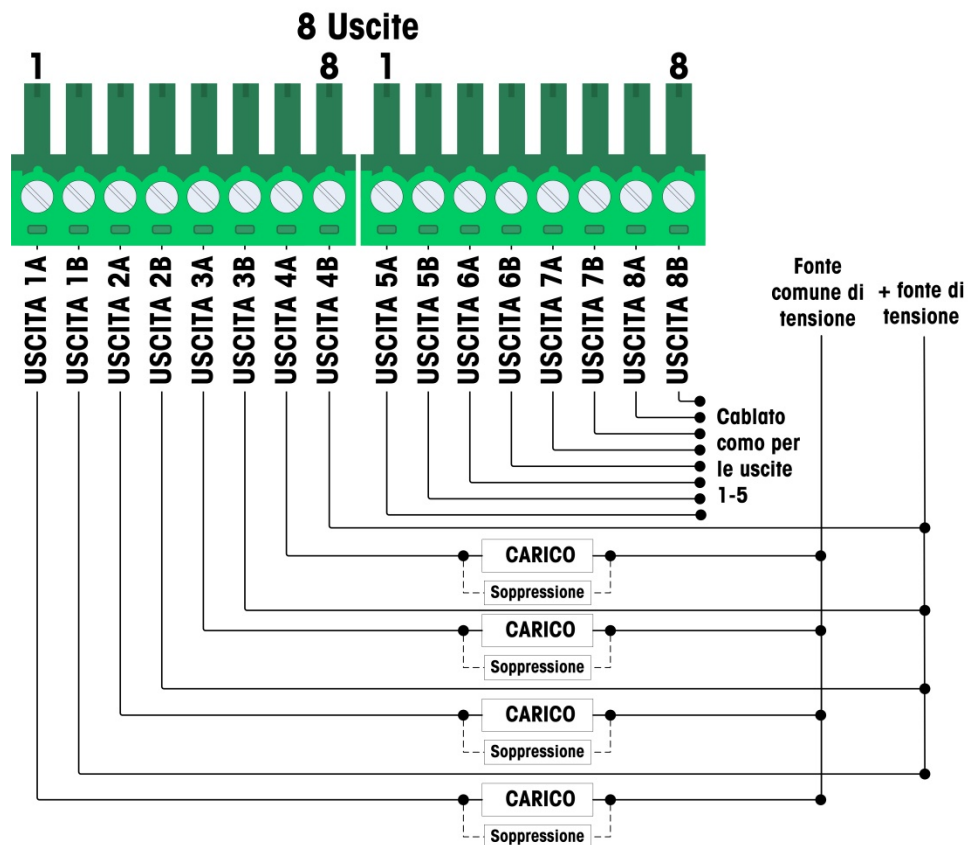 8 Uscite
1
8
1
8
USCITA 1A
USCITA 1B
USCITA 2A
USCITA 2B
USCITA 3A
USCITA 3B
USCITA 4A
USCITA 4B
USCITA 5A
USCITA 5B
USCITA 6A
USCITA 6B
USCITA 7A
USCITA 7B
USCITA 8A
USCITA 8B
Fonte
comune di
tensione
+ fonte di
tensione
Cablato
como per
le uscite
1-5
CARICO
Soppressione
CARICO
Soppressione
CARICO
Soppressione
CARICO
Soppressione